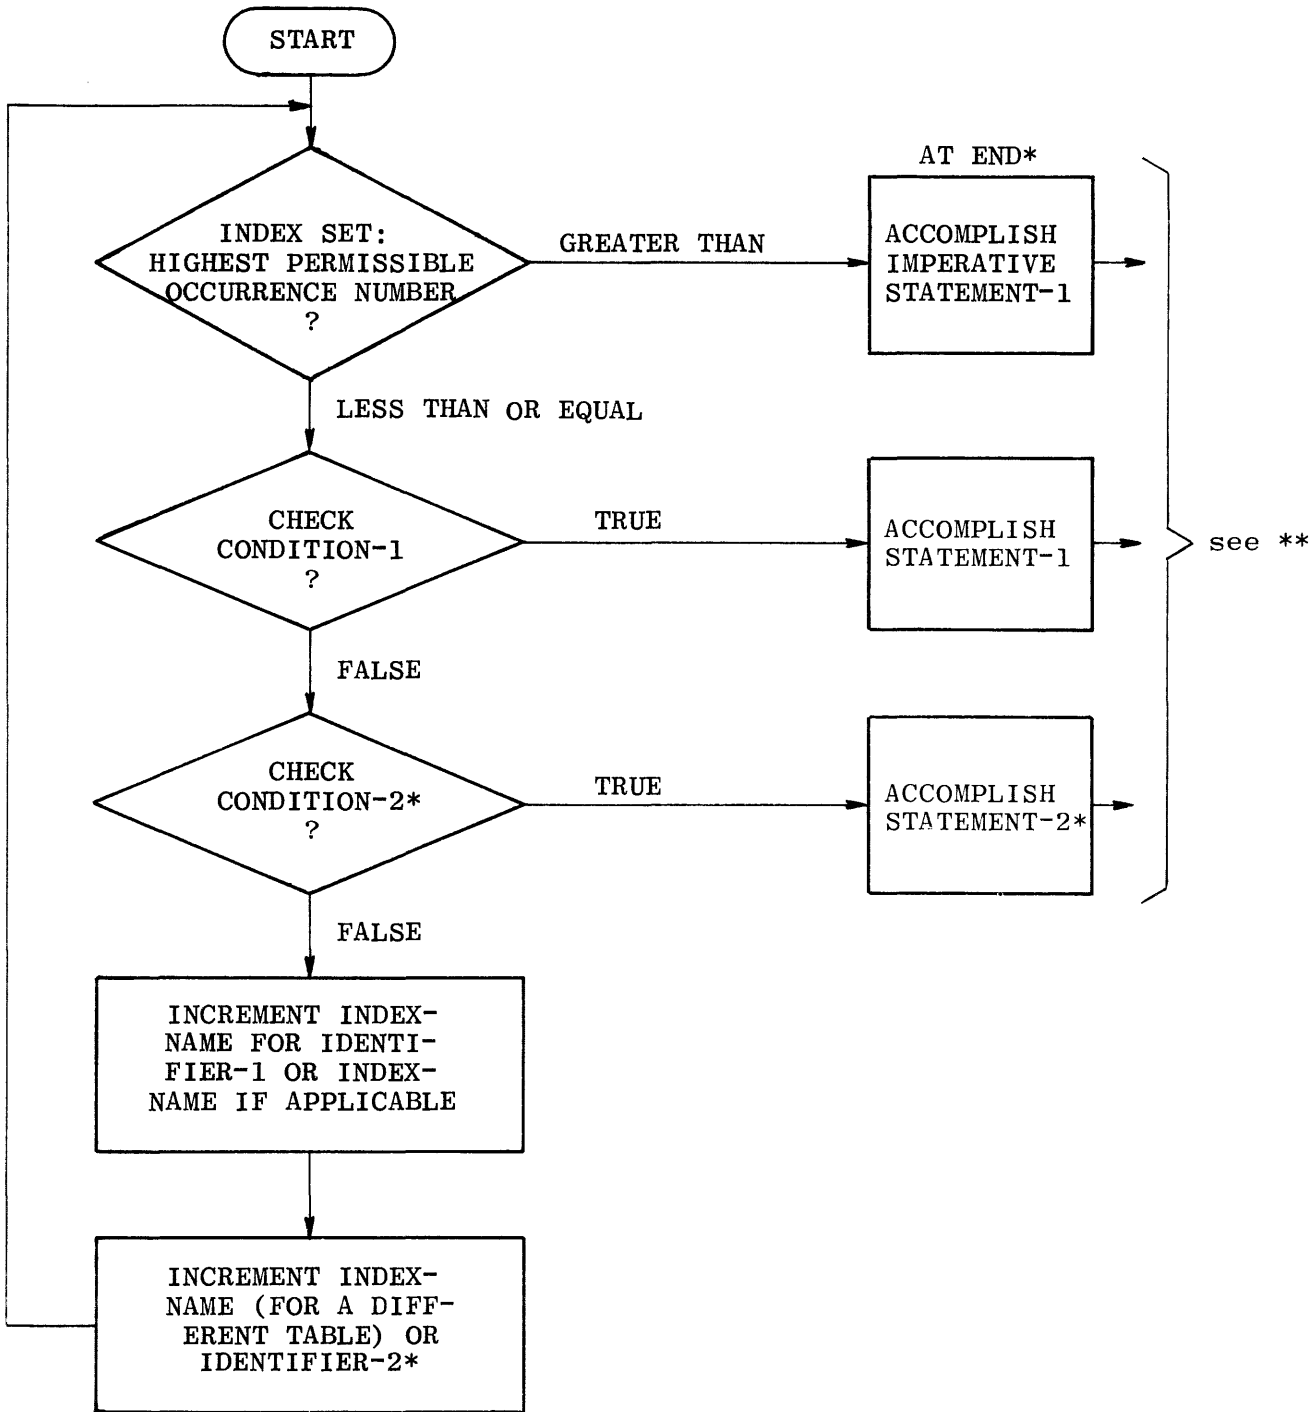 START
AT END*
INDEX SET:
HIGHEST PERMISSIBLE
OCCURRENCE NUMBER
?
GREATER THAN
ACCOMPLISH
IMPERATIVE
STATEMENT-1
LESS THAN OR EQUAL
CHECK
CONDITION-1
?
TRUE
ACCOMPLISH
STATEMENT-1
see **
FALSE
CHECK
CONDITION-2*
?
TRUE
ACCOMPLISH
STATEMENT-2*
FALSE
INCREMENT INDEX-
NAME FOR IDENTI-
FIER-1 OR INDEX-
NAME IF APPLICABLE
INCREMENT INDEX-
NAME (FOR A DIFF-
ERENT TABLE) OR
IDENTIFIER-2*